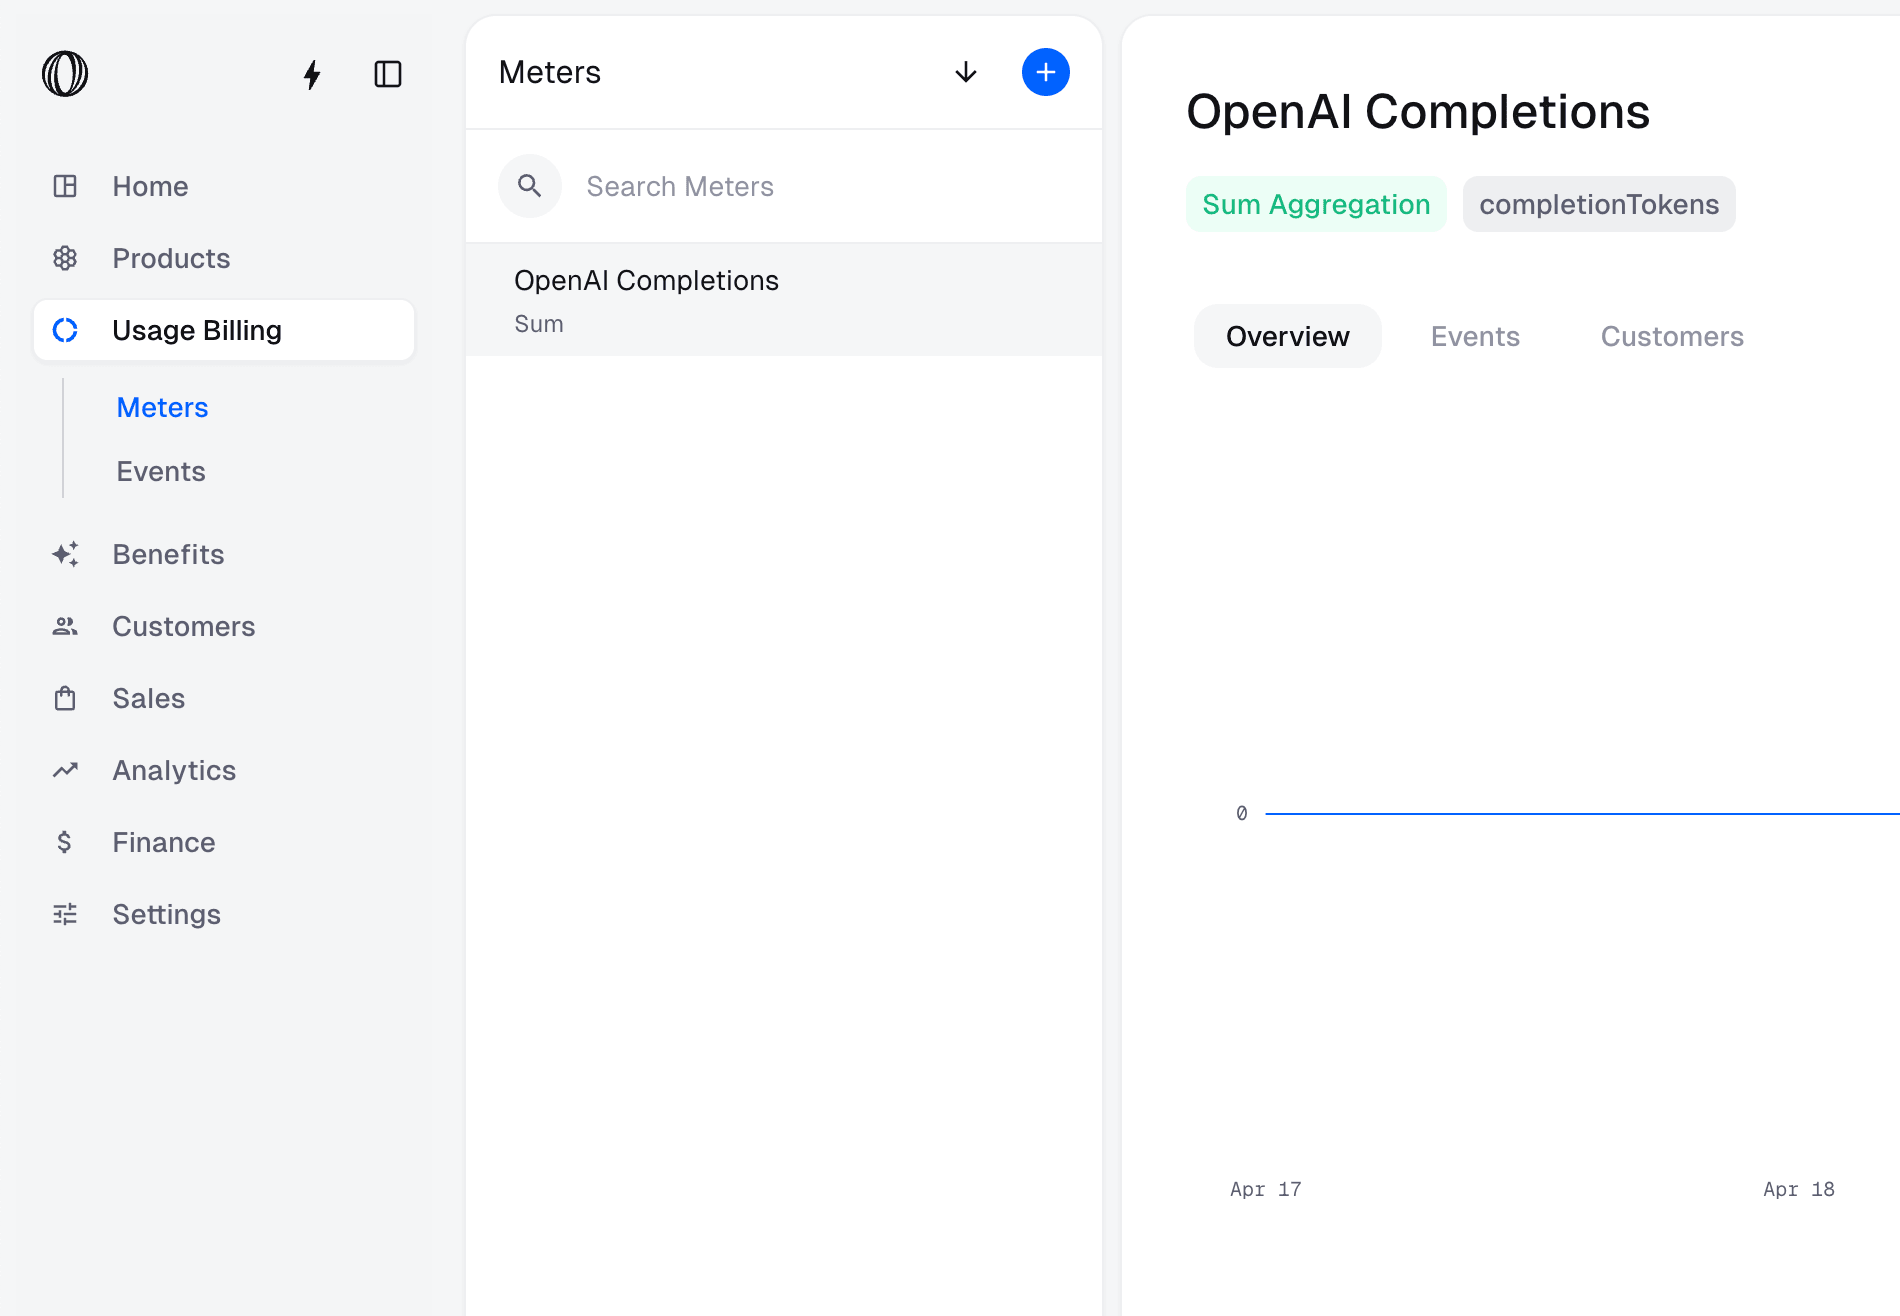 Home
Products
Usage Billing
Meters
Events
Benefits
Customers
Sales
Analytics
Finance
Settings
Meters
Search Meters
OpenAI Completions
Sum
OpenAI Completions
Sum Aggregation completionTokens
Overview Events Customers
0
Apr 17 Apr 18